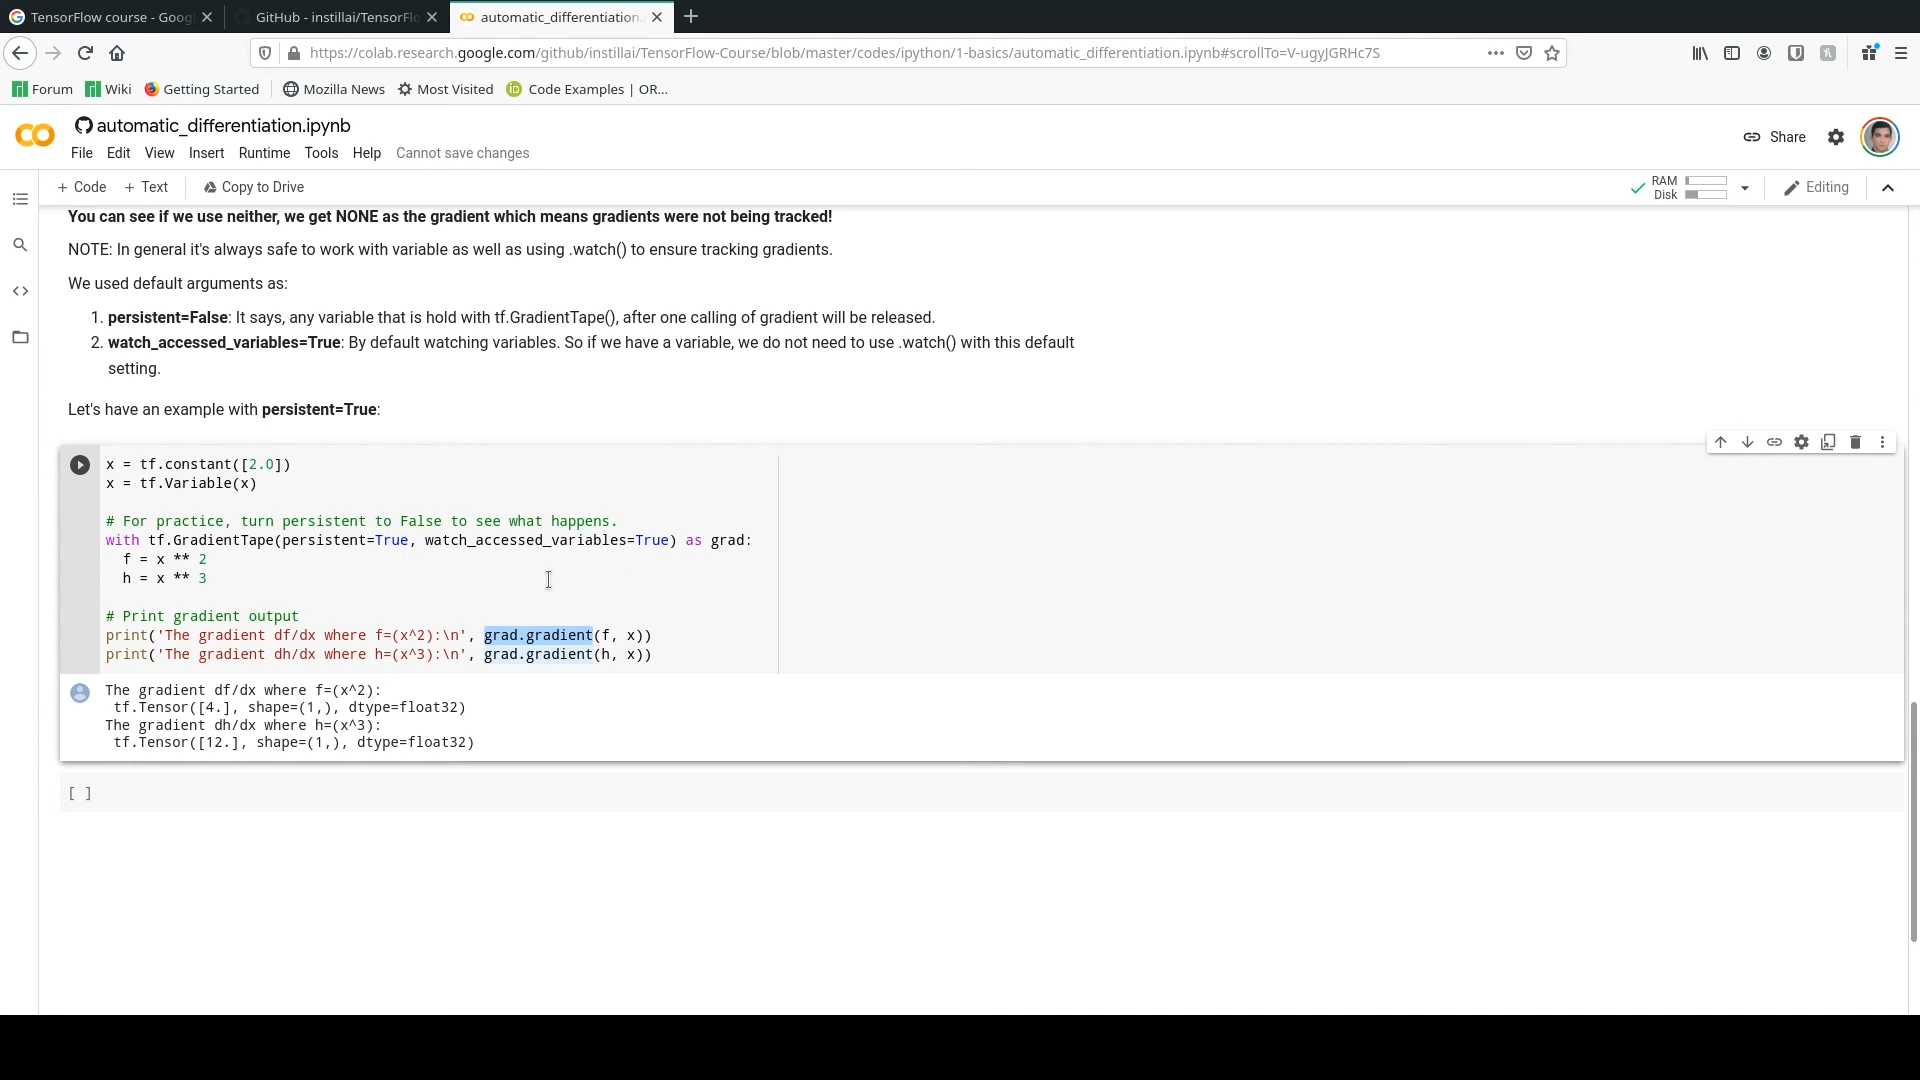 TensorFlow course - Goog
GitHub - instillai/TensorFlo
automatic_differentiation.
https://colab.research.google.com/github/instillai/TensorFlow-Course/blob/master/codes/ipython/1-basics/automatic_differentiation.ipynb#scrollTo=V-ugyJGRHc7S
Forum Wiki Getting Started Mozilla News Most Visited Code Examples | OR...
automatic_differentiation.ipynb
Share
File Edit View Insert Runtime Tools Help Cannot save changes
+ Code + Text Copy to Drive
RAM
Disk
Editing
You can see if we use neither, we get NONE as the gradient which means gradients were not being tracked!
NOTE: In general it's always safe to work with variable as well as using .watch() to ensure tracking gradients.
We used default arguments as:
1. persistent=False: It says, any variable that is hold with tf.GradientTape(), after one calling of gradient will be released.
2. watch_accessed_variables=True: By default watching variables. So if we have a variable, we do not need to use .watch() with this default
setting.
Let's have an example with persistent=True:
x = tf.constant([2.0])
x = tf.Variable(x)
# For practice, turn persistent to False to see what happens.
with tf.GradientTape(persistent=True, watch_accessed_variables=True) as grad:
  f = x ** 2
  h = x ** 3
# Print gradient output
print('The gradient df/dx where f=(x^2):\n', grad.gradient(f, x))
print('The gradient dh/dx where h=(x^3):\n', grad.gradient(h, x))
The gradient df/dx where f=(x^2):
 tf.Tensor([4.], shape=(1,), dtype=float32)
The gradient dh/dx where h=(x^3):
 tf.Tensor([12.], shape=(1,), dtype=float32)
[ ]